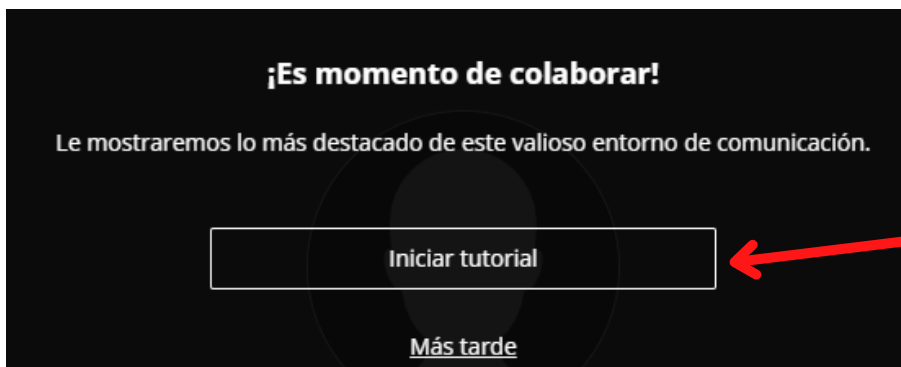 ¡Es momento de colaborar!
Le mostraremos lo más destacado de este valioso entorno de comunicación.
Iniciar tutorial
Más tarde